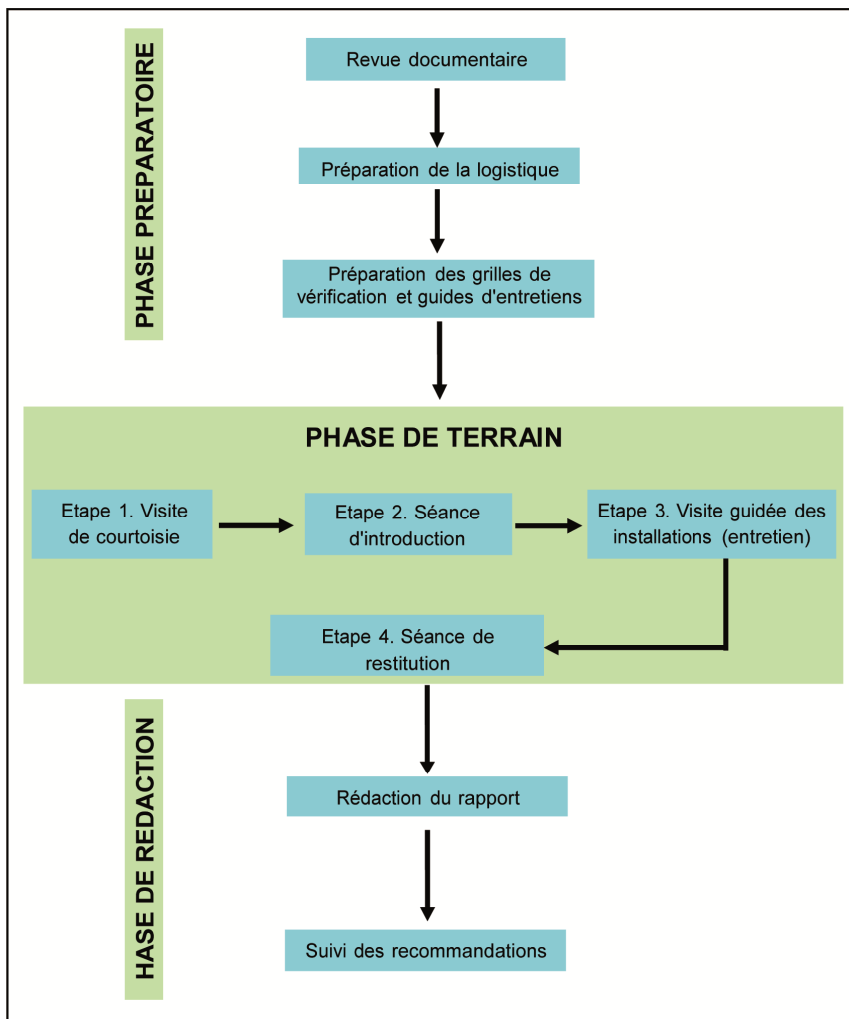 PHASE PREPARATOIRE
Revue documentaire
Préparation de la logistique
Préparation des grilles de
vérification et guides d'entretiens
PHASE DE TERRAIN
Etape 1. Visite
de courtoisie
Etape 2. Séance
d'introduction
Etape 3. Visite guidée des
installations (entretien)
Etape 4. Séance de
restitution
HASE DE REDACTION
Rédaction du rapport
Suivi des recommandations